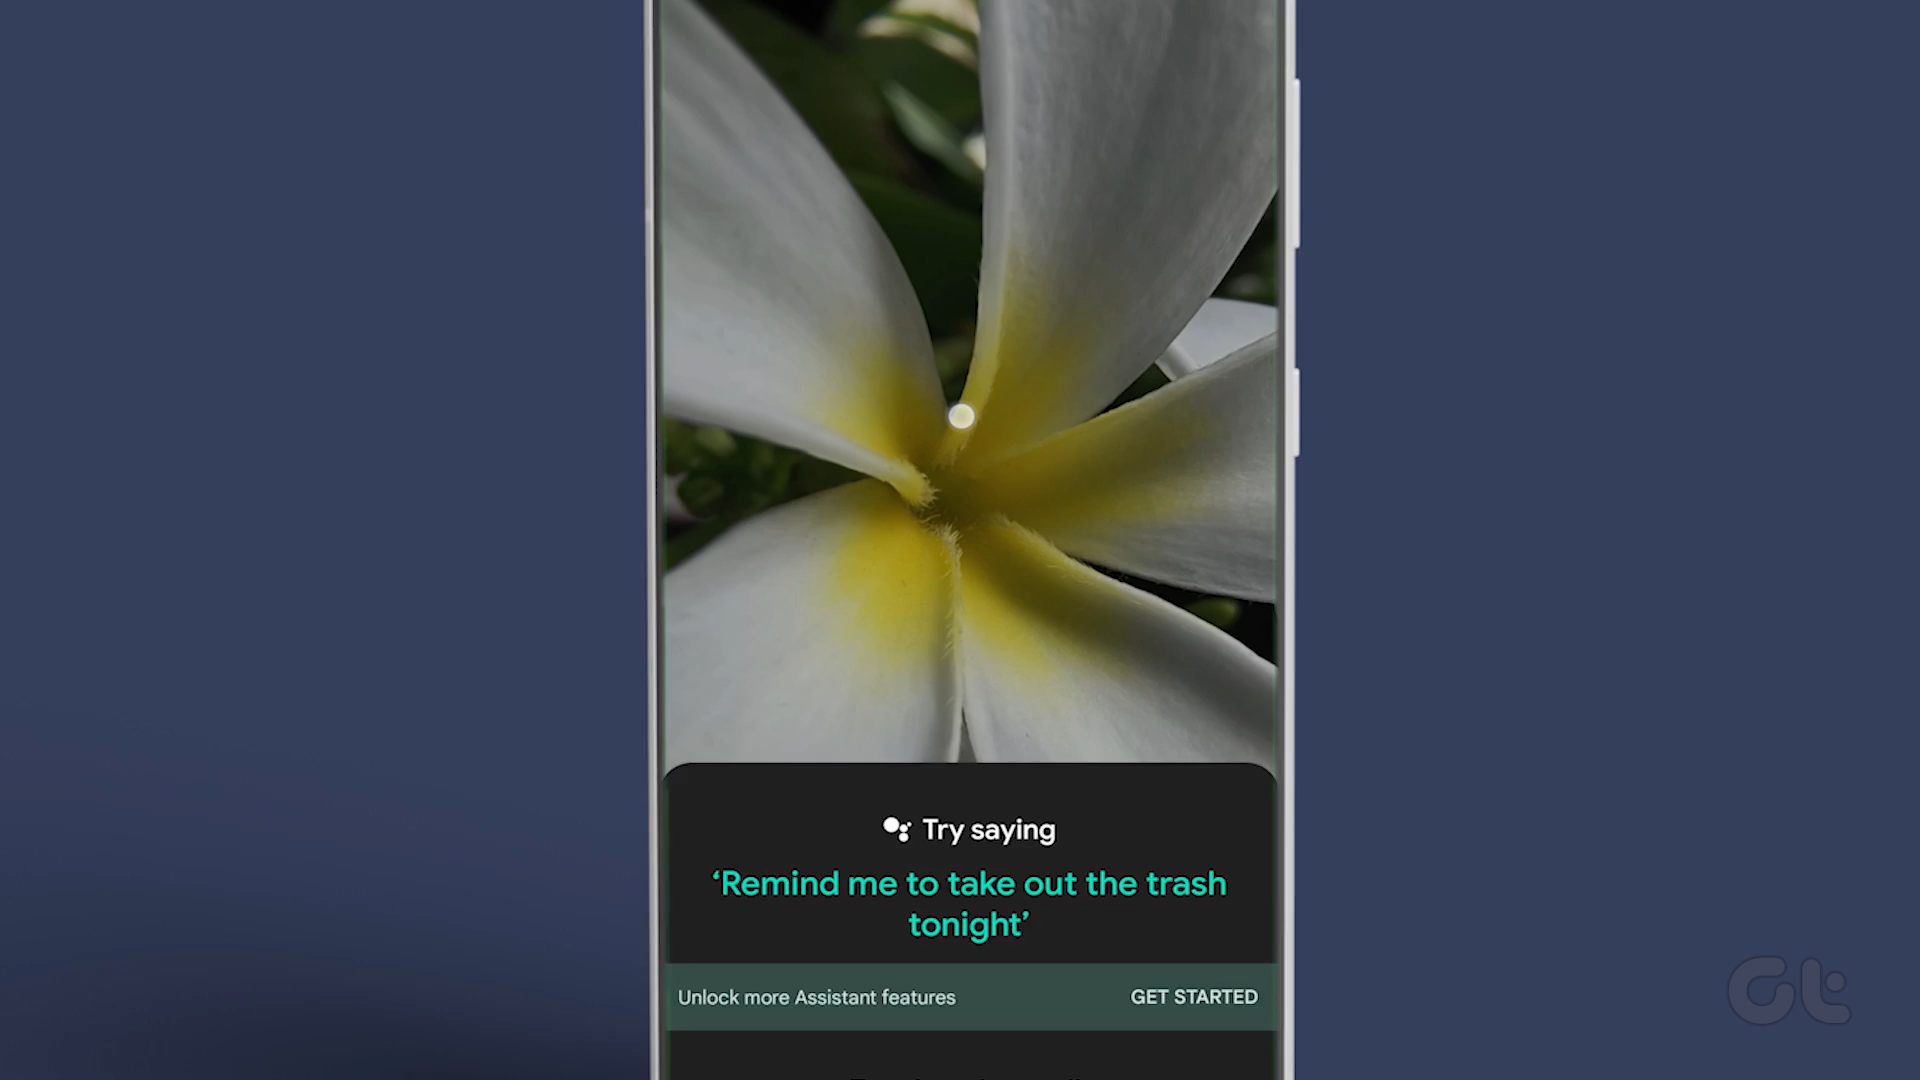 Try saying
‘Remind me to take out the trash
tonight’
Unlock more Assistant features
GET STARTED